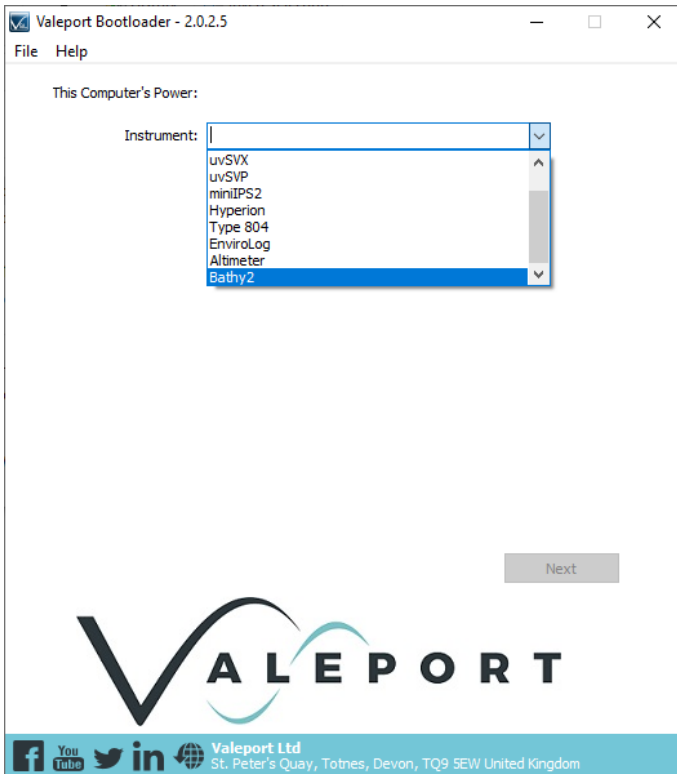 Valeport Bootloader - 2.0.2.5
File Help
This Computer's Power:
Instrument:
uvSVX
uvSVP
miniIPS2
Hyperion
Type 804
EnviroLog
Altimeter
Bathy2
Next
VALEPORT
You
Tube
in
Valeport Ltd
St. Peter's Quay, Totnes, Devon, TQ9 5EW United Kingdom